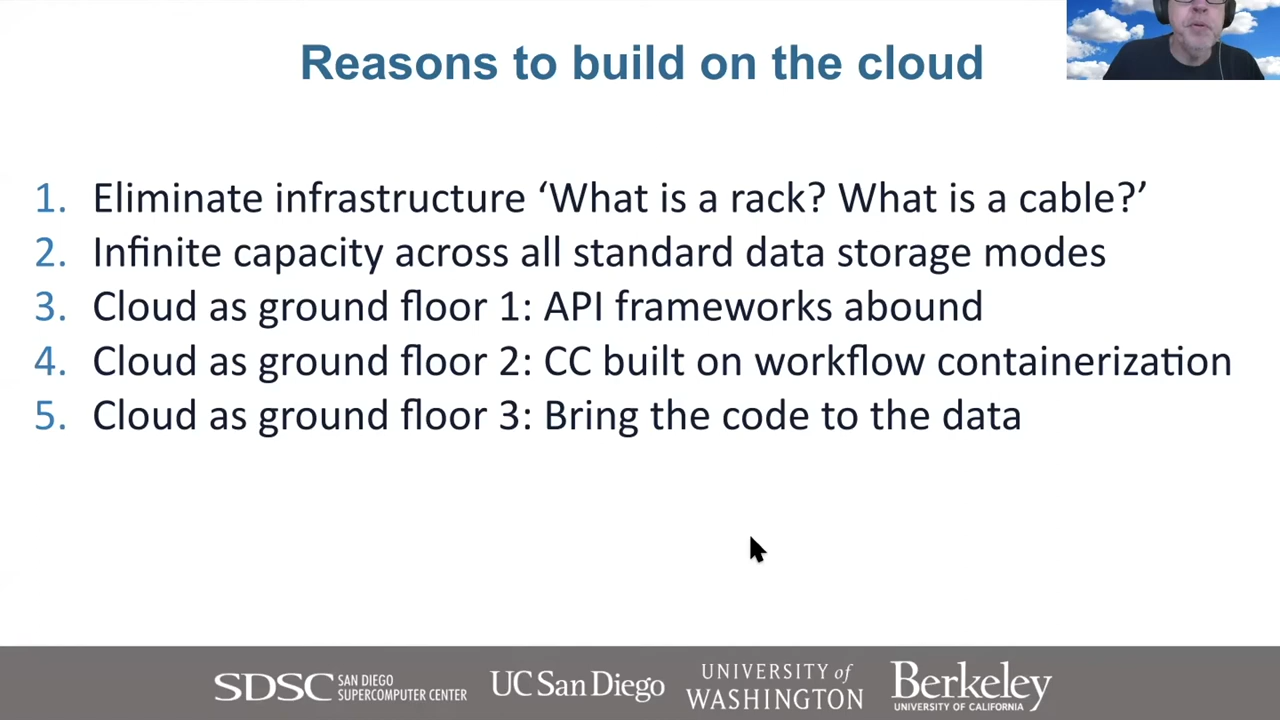 Reasons to build on the cloud
1. Eliminate infrastructure ‘What is a rack? What is a cable?’
2. Infinite capacity across all standard data storage modes
3. Cloud as ground floor 1: API frameworks abound
4. Cloud as ground floor 2: CC built on workflow containerization
5. Cloud as ground floor 3: Bring the code to the data
SDSC SAN DIEGO SUPERCOMPUTER CENTER
UC San Diego
UNIVERSITY of WASHINGTON
Berkeley
UNIVERSITY OF CALIFORNIA